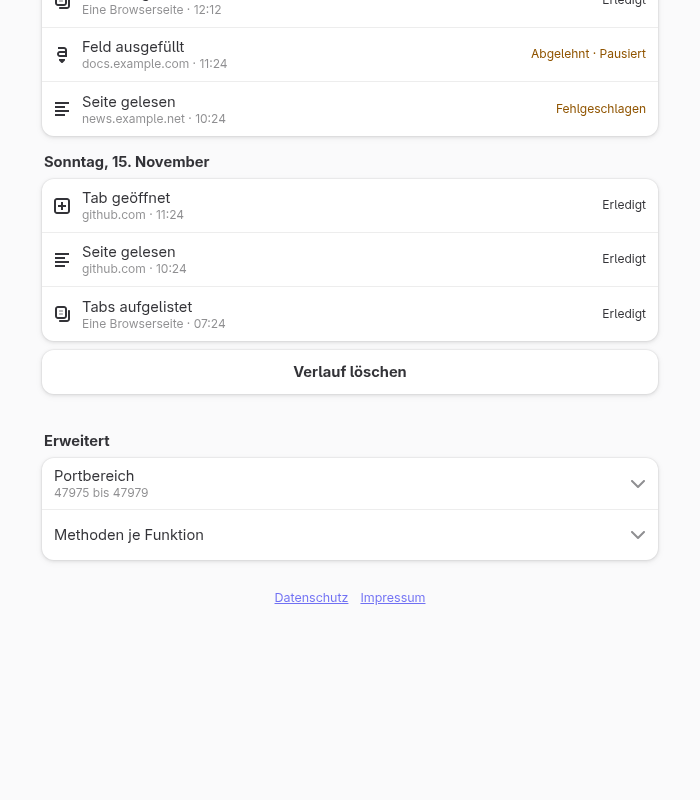 Eine Browserseite · 12:12
Erledigt
Feld ausgefüllt
docs.example.com · 11:24
Abgelehnt · Pausiert
Seite gelesen
news.example.net · 10:24
Fehlgeschlagen
Sonntag, 15. November
Tab geöffnet
github.com · 11:24
Erledigt
Seite gelesen
github.com · 10:24
Erledigt
Tabs aufgelistet
Eine Browserseite · 07:24
Erledigt
Verlauf löschen
Erweitert
Portbereich
47975 bis 47979
Methoden je Funktion
Datenschutz Impressum